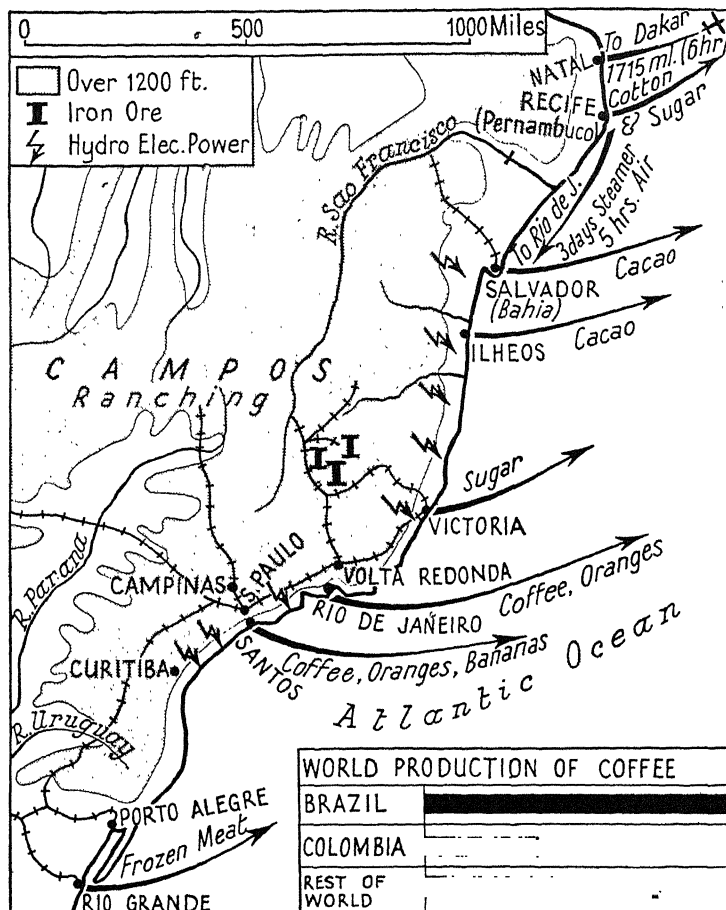 0 500 1000 Miles
Over 1200 ft.
Iron Ore
Hydro Elec. Power
To Dakar
1715 ml. (6hr)
NATAL
RECIFE
(Pernambuco)
Cotton
& Sugar
R. Sao Francisco
To Rio de J.
3days Steamer
5 hrs. Air
SALVADOR
(Bahia)
Cacao
ILHEOS
Cacao
CAMPOS
Ranching
Sugar
VICTORIA
R. Parana
CAMPINAS
S. PAULO
VOLTA REDONDA
RIO DE JAÑEIRO
Coffee, Oranges
SANTOS
Coffee, Oranges, Bananas
CURITIBA
Atlantic Ocean
R. Uruguay
PORTO ALEGRE
Frozen Meat
RIO GRANDE
WORLD PRODUCTION OF COFFEE
BRAZIL
COLOMBIA
REST OF
WORLD